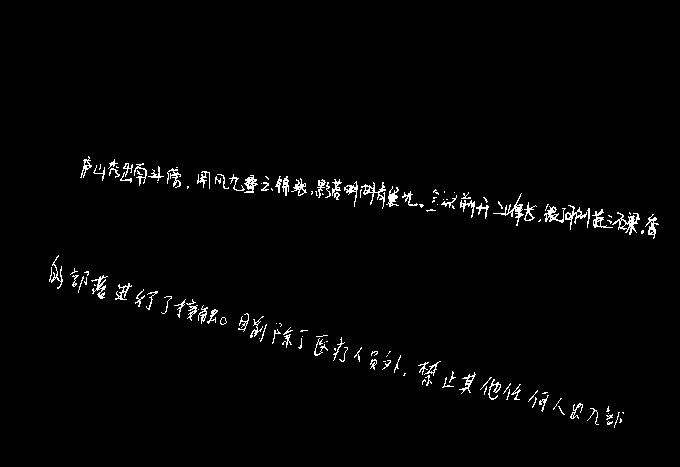 庐山秀出南斗傍，屏风九叠云锦张，影落明湖青黛光。金阙前开二峰长，银河倒挂三石梁。香
的部落进行了接触。目前除了医疗人员外，禁止其他任何人出入部